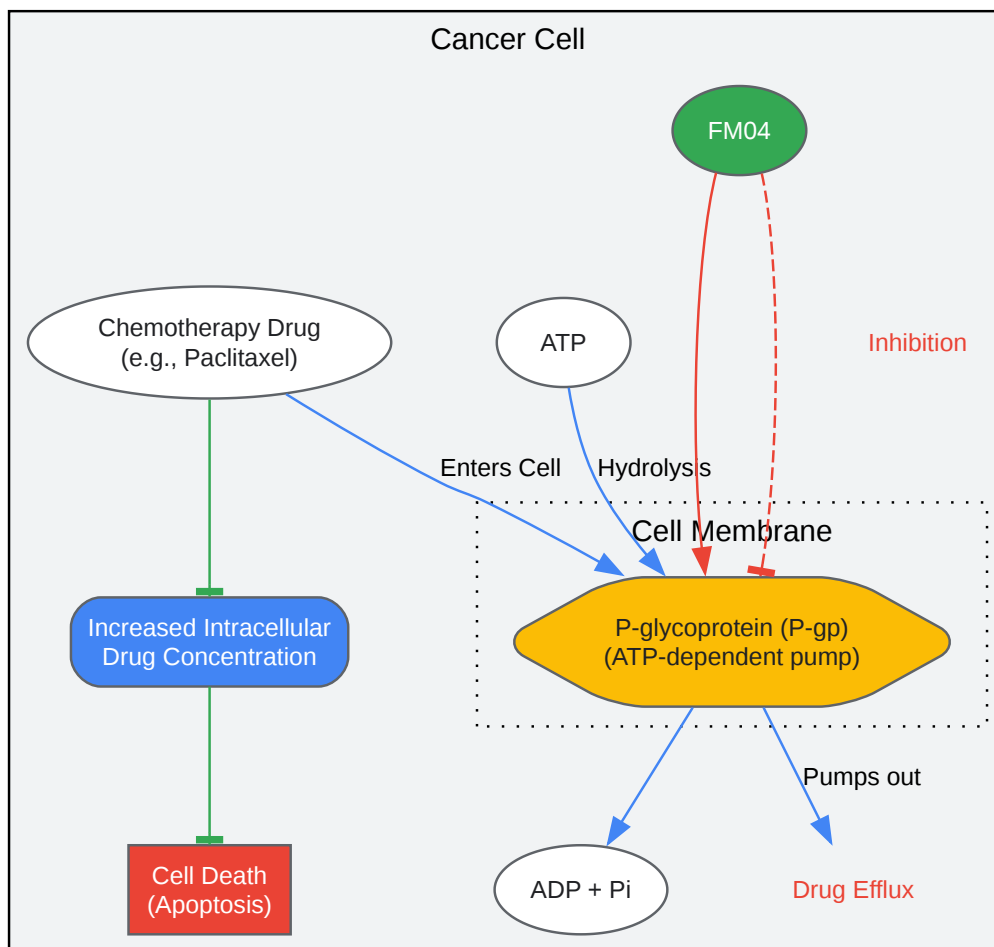 Cancer Cell
FM04
Chemotherapy Drug
(e.g., Paclitaxel)
ATP
Inhibition
Enters Cell
Hydrolysis
Cell Membrane
Increased Intracellular
Drug Concentration
P-glycoprotein (P-gp)
(ATP-dependent pump)
Pumps out
Cell Death
(Apoptosis)
ADP + Pi
Drug Efflux